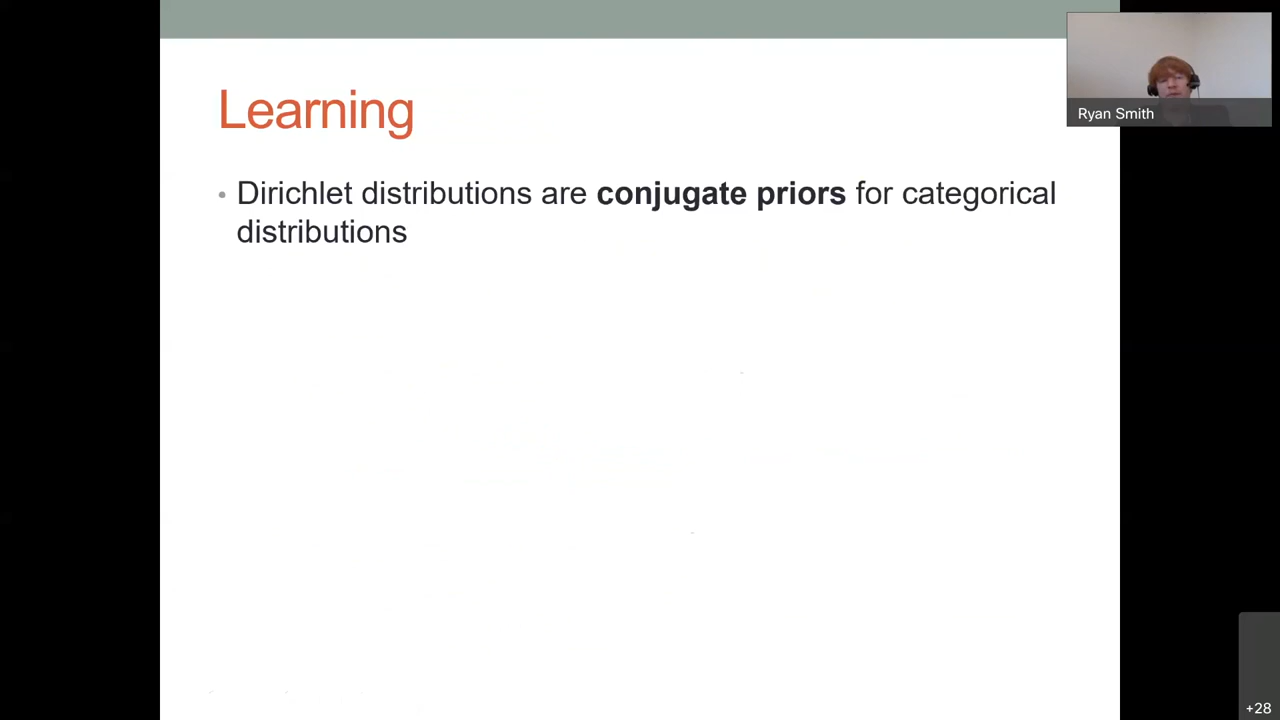 Learning
• Dirichlet distributions are conjugate priors for categorical
distributions
Ryan Smith
+28